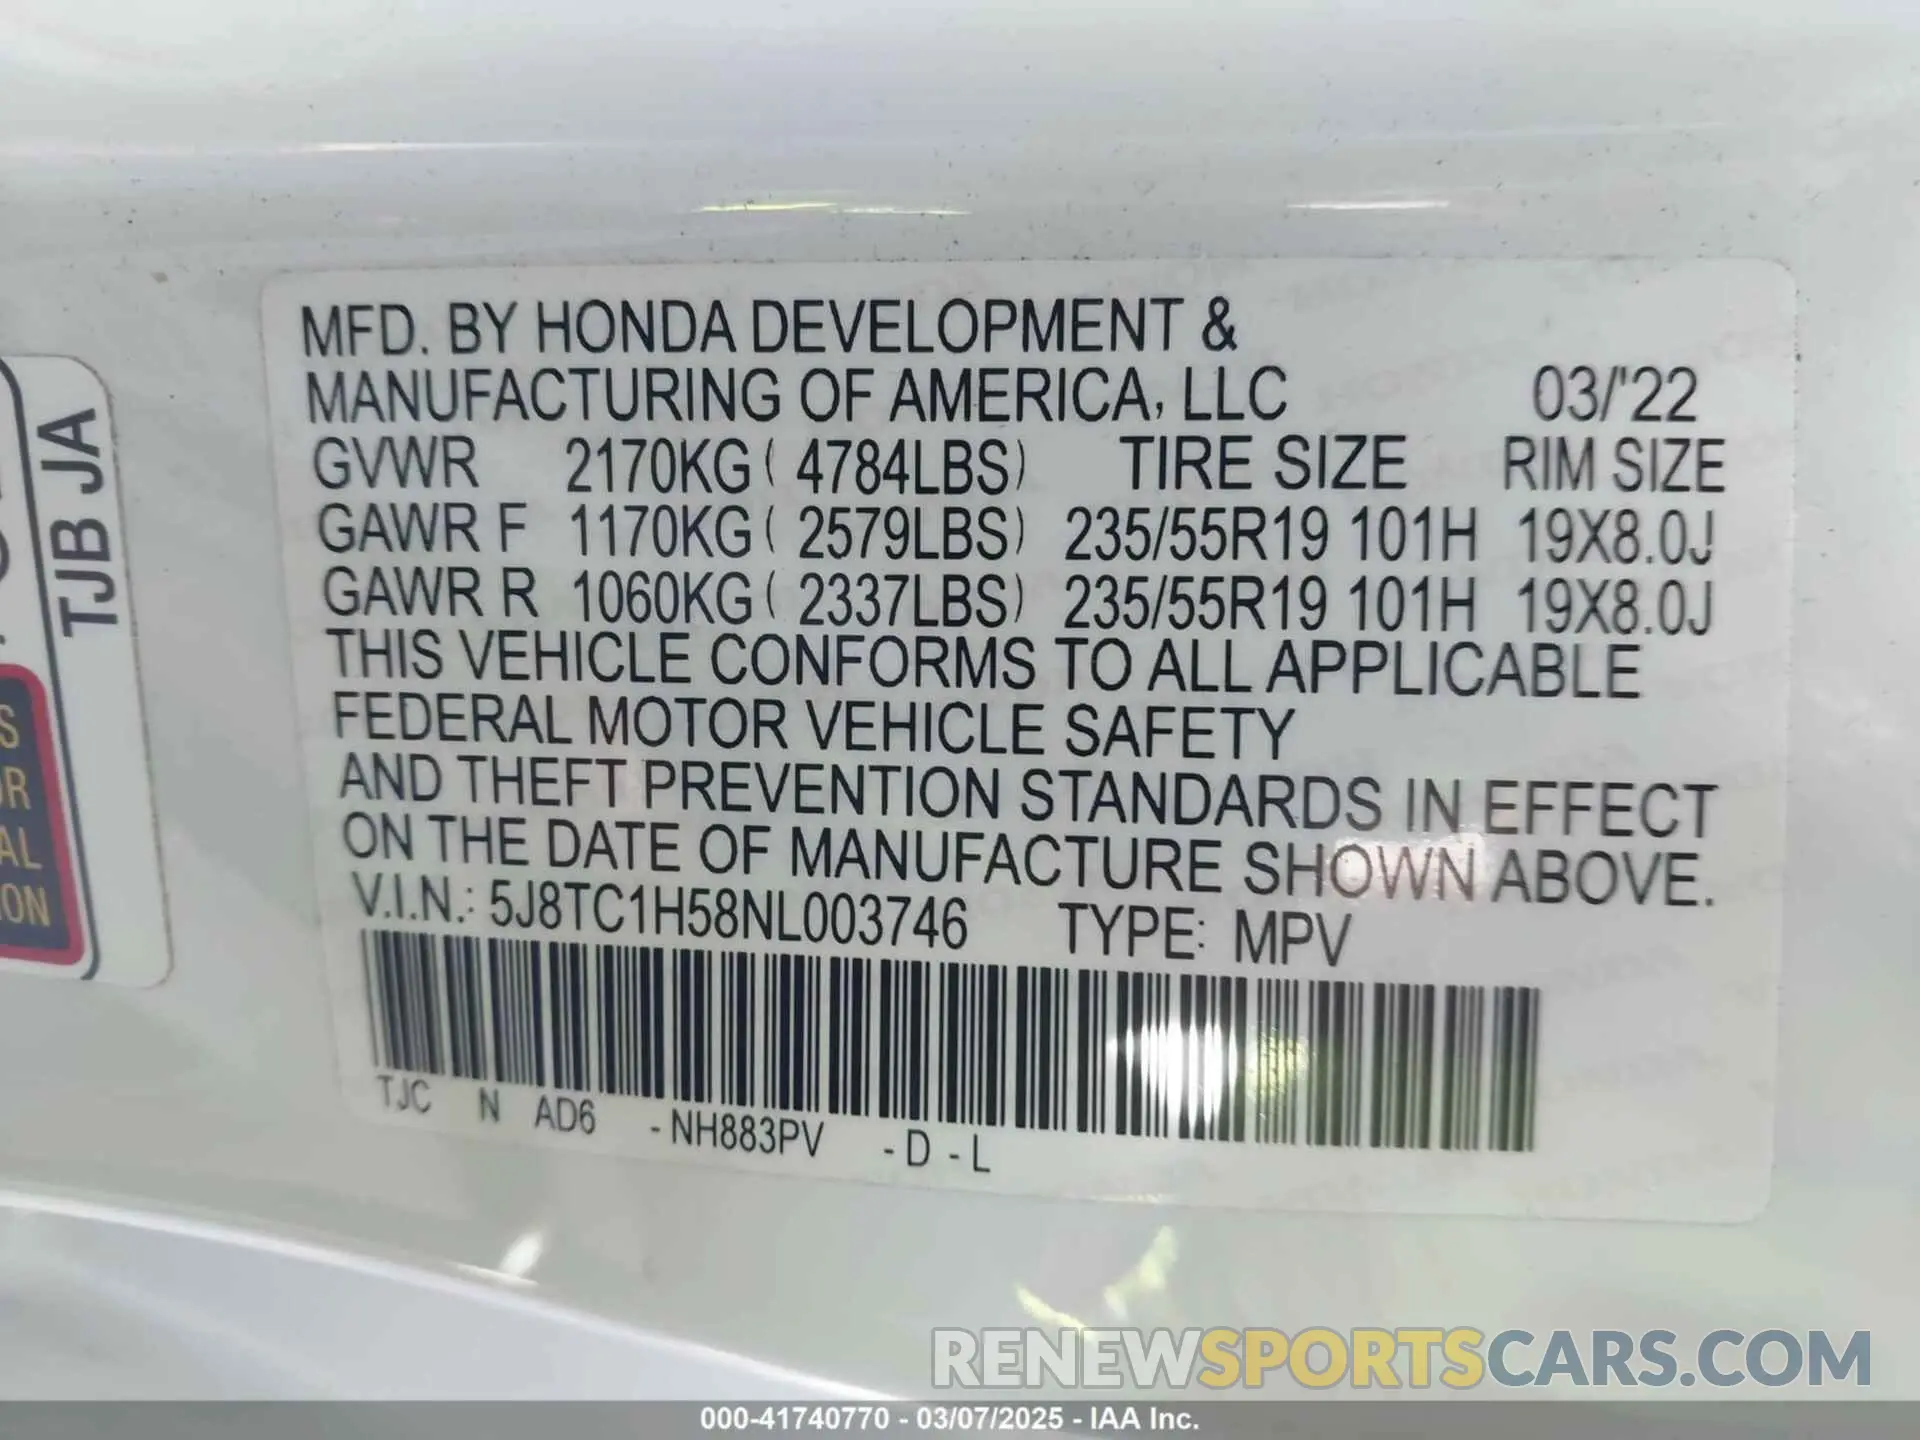 MFD. BY HONDA DEVELOPMENT &
MANUFACTURING OF AMERICA, LLC 03/'22
GVWR 2170KG ( 4784LBS) TIRE SIZE RIM SIZE
GAWR F 1170KG ( 2579LBS) 235/55R19 101H 19X8.0J
GAWR R 1060KG ( 2337LBS) 235/55R19 101H 19X8.0J
THIS VEHICLE CONFORMS TO ALL APPLICABLE
FEDERAL MOTOR VEHICLE SAFETY
AND THEFT PREVENTION STANDARDS IN EFFECT
ON THE DATE OF MANUFACTURE SHOWN ABOVE.
V.I.N.: 5J8TC1H58NL003746 TYPE: MPV
TJC N AD6 -NH883PV -D -L
TJB JA
S
OR
AL
ION
RENEWSPORTSCARS.COM
000-41740770 - 03/07/2025 - IAA Inc.